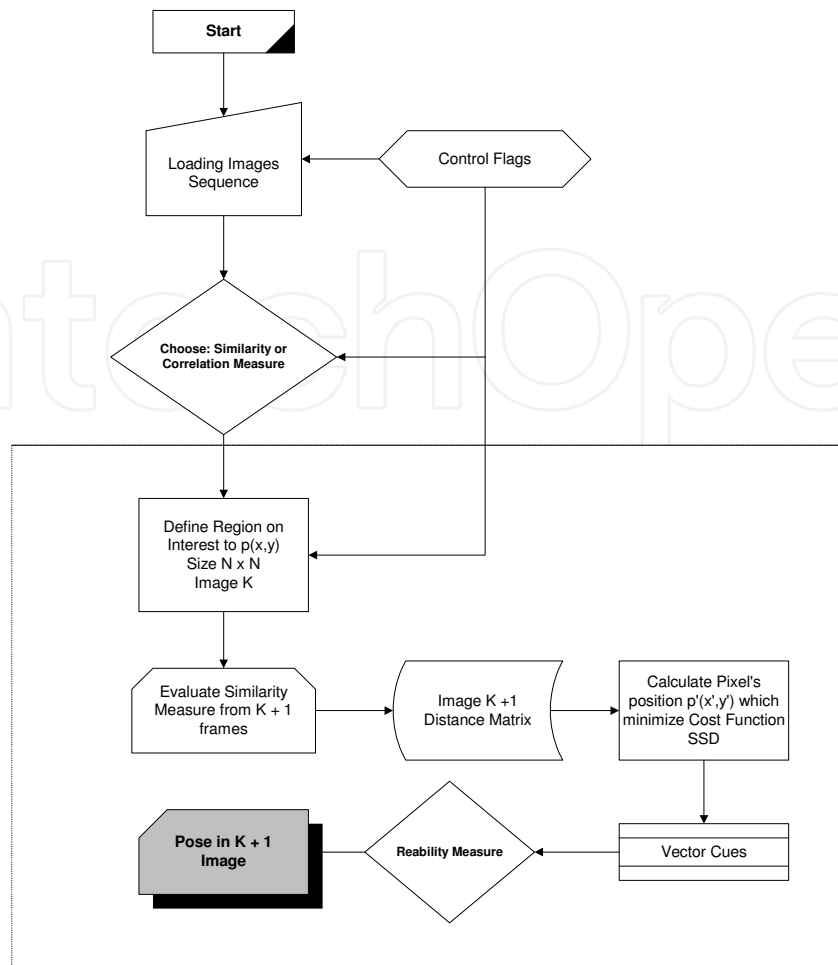 Start
Loading Images
Sequence
Control Flags
Choose: Similarity or
Correlation Measure
Define Region on
Interest to p(x,y)
Size N x N
Image K
Evaluate Similarity
Measure from K + 1
frames
Image K +1
Distance Matrix
Calculate Pixel's
position p'(x',y') which
minimize Cost Function
SSD
Pose in K + 1
Image
Reability Measure
Vector Cues
ntechOpe